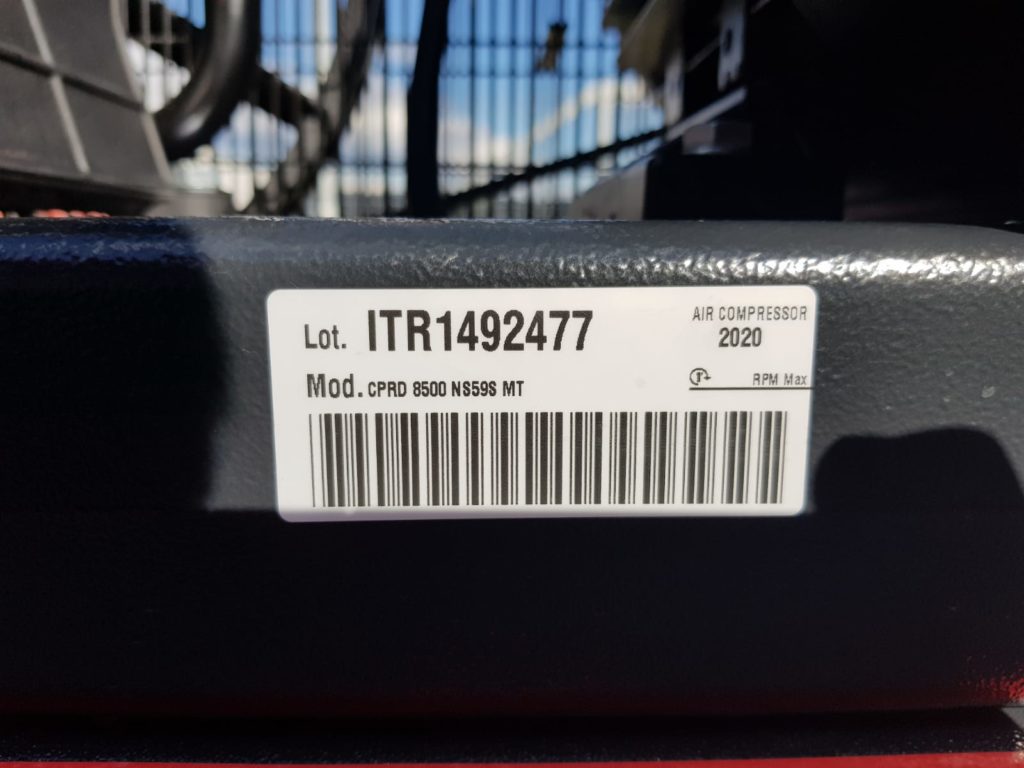 Lot. ITR1492477
AIR COMPRESSOR
2020
Mod. CPRD 8500 NS59S MT
RPM Max